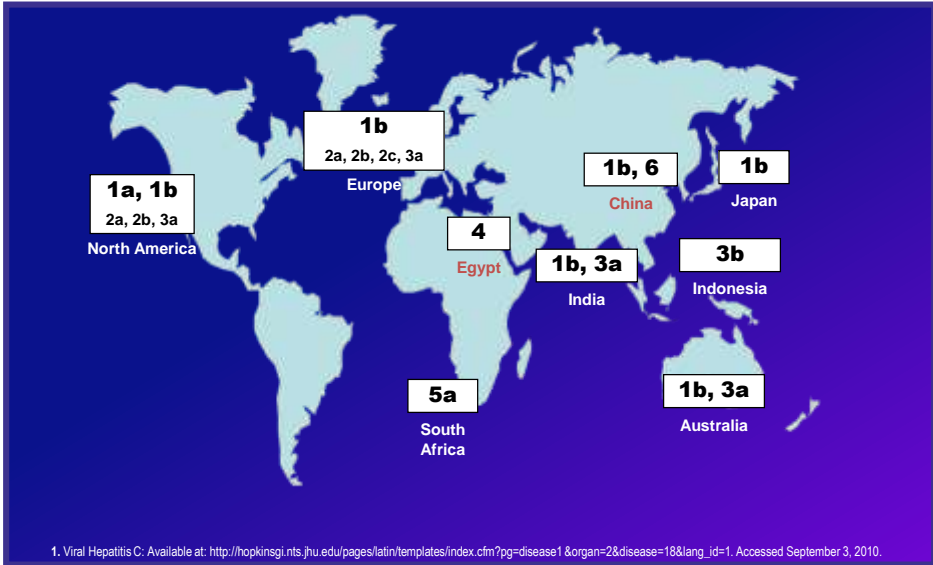 1b
2a, 2b, 2c, 3a
Europe
1a, 1b
2a, 2b, 3a
North America
1b, 6
China
1b
Japan
4
Egypt
1b, 3a
India
3b
Indonesia
5a
South
Africa
1b, 3a
Australia
1. Viral Hepatitis C: Available at: http://hopkinsgi.nts.jhu.edu/pages/latin/templates/index.cfm?pg=disease1&organ=2&disease=18&lang_id=1. Accessed September 3, 2010.